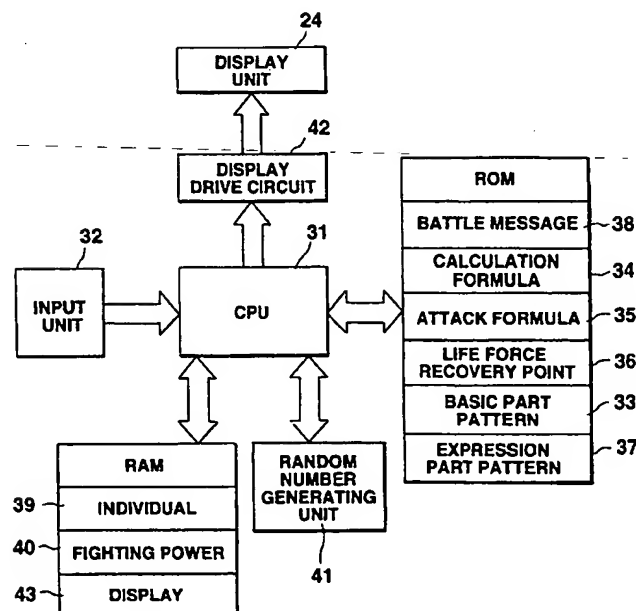 24
DISPLAY
UNIT
42
DISPLAY
DRIVE CIRCUIT
32
INPUT
UNIT
31
CPU
ROM
BATTLE MESSAGE 38
CALCULATION
FORMULA 34
ATTACK FORMULA 35
LIFE FORCE
RECOVERY POINT 36
BASIC PART
PATTERN 33
EXPRESSION
PART PATTERN 37
RAM
39 INDIVIDUAL
40 FIGHTING POWER
43 DISPLAY
RANDOM
NUMBER
GENERATING
UNIT
41